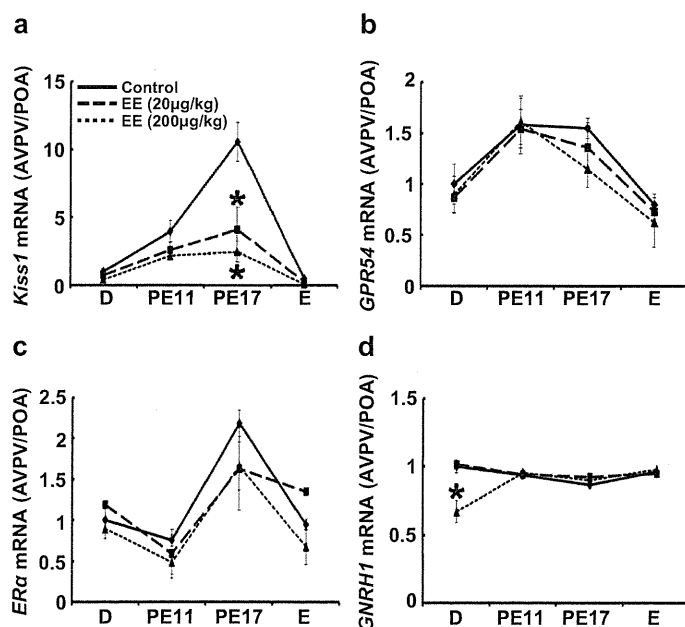 a
Kiss1 mRNA (AVPV/POA)
15
10
5
0
Control
EE (20µg/kg)
EE (200µg/kg)
*
*
D PE11 PE17 E
b
GPR54 mRNA (AVPV/POA)
2
1.5
1
0.5
0
D PE11 PE17 E
c
ERα mRNA (AVPV/POA)
2.5
2
1.5
1
0.5
0
D PE11 PE17 E
d
GNRH1 mRNA (AVPV/POA)
1.5
1
0.5
0
*
D PE11 PE17 E